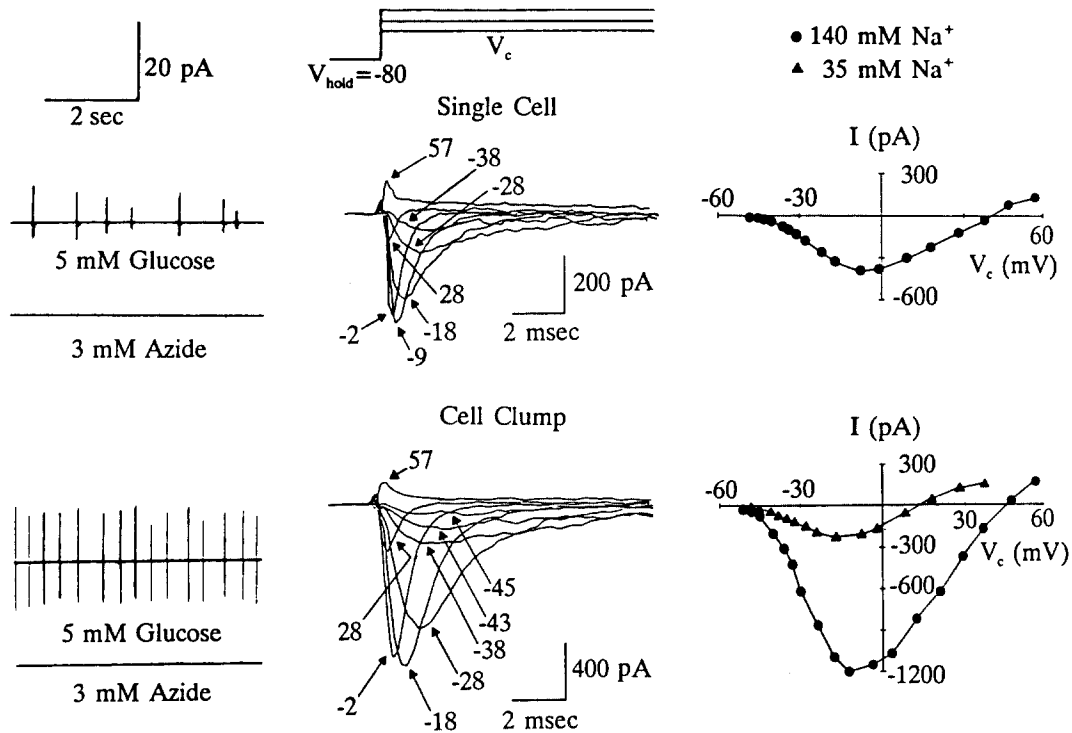 20 pA
2 sec
V_c
V_hold=-80
● 140 mM Na⁺
▲ 35 mM Na⁺
Single Cell
57
-38
-28
28
-18
-2
-9
200 pA
2 msec
5 mM Glucose
3 mM Azide
I (pA)
300
-60
-30
60
V_c (mV)
-600
Cell Clump
57
-45
-43
28
-38
-28
-2
-18
400 pA
2 msec
5 mM Glucose
3 mM Azide
I (pA)
300
-60
-30
30
60
-300
V_c (mV)
-600
-1200